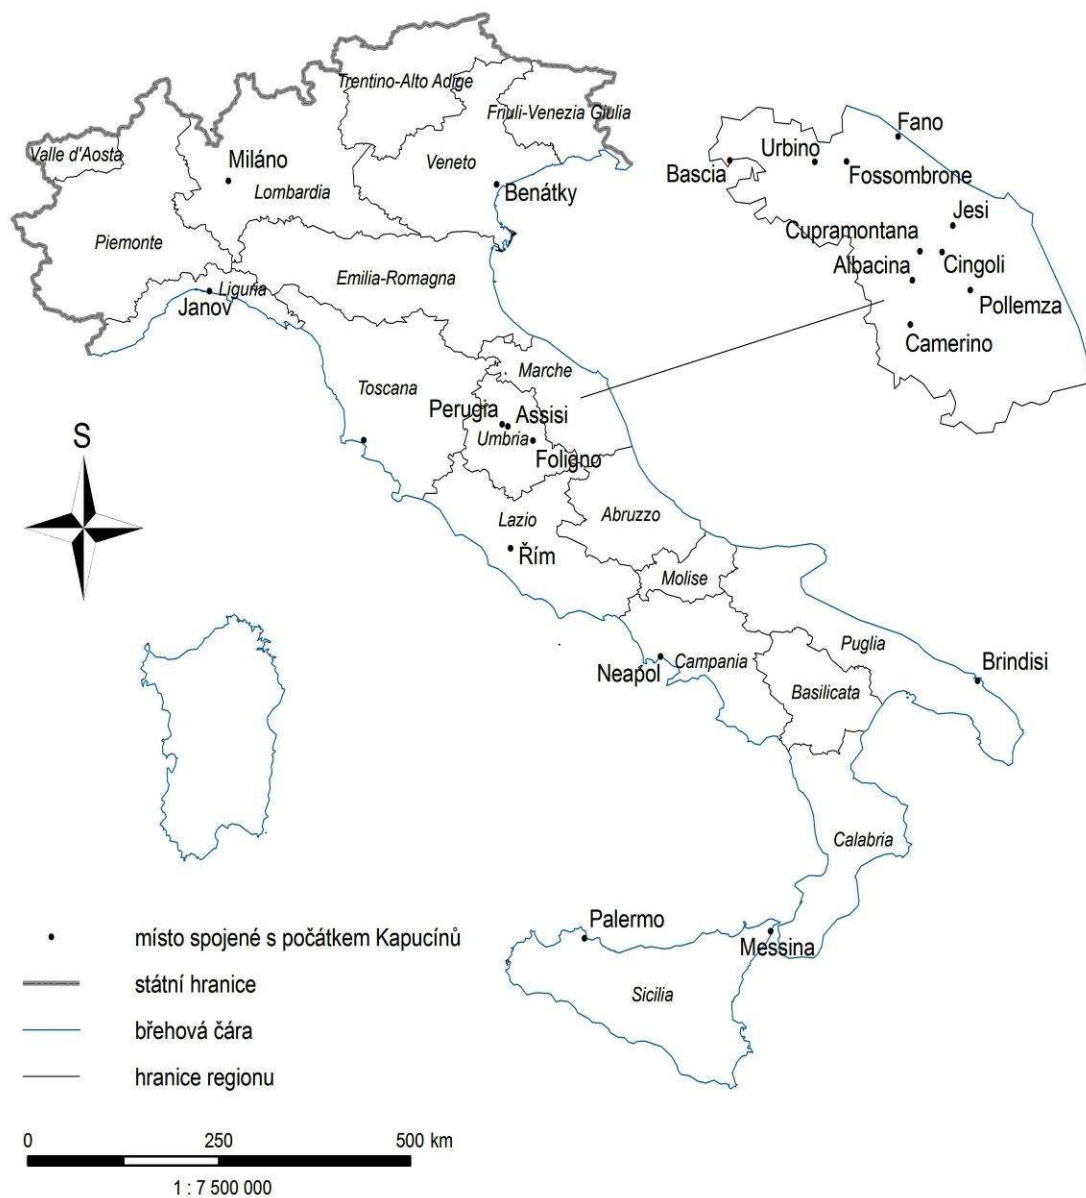 Trentino-Alto Adige
Friuli-Venezia Giulia
Valle d'Aosta
Miláno
Lombardia
Veneto
Benátky
Piemonte
Emilia-Romagna
Liguria
Janov
Marche
Toscana
Perugia
Assisi
Umbria
Foligno
Lazio
Abruzzo
Řím
Molise
Neapol
Campania
Puglia
Brindisi
Basilicata
Calabria
Palermo
Messina
Sicilia
Fano
Urbino
Bascia
Fossombrone
Jesi
Cupramontana
Albacina
Cingoli
Pollemza
Camerino
S
místo spojené s počátkem Kapucínů
státní hranice
břehová čára
hranice regionu
0 250 500 km
1 : 7 500 000